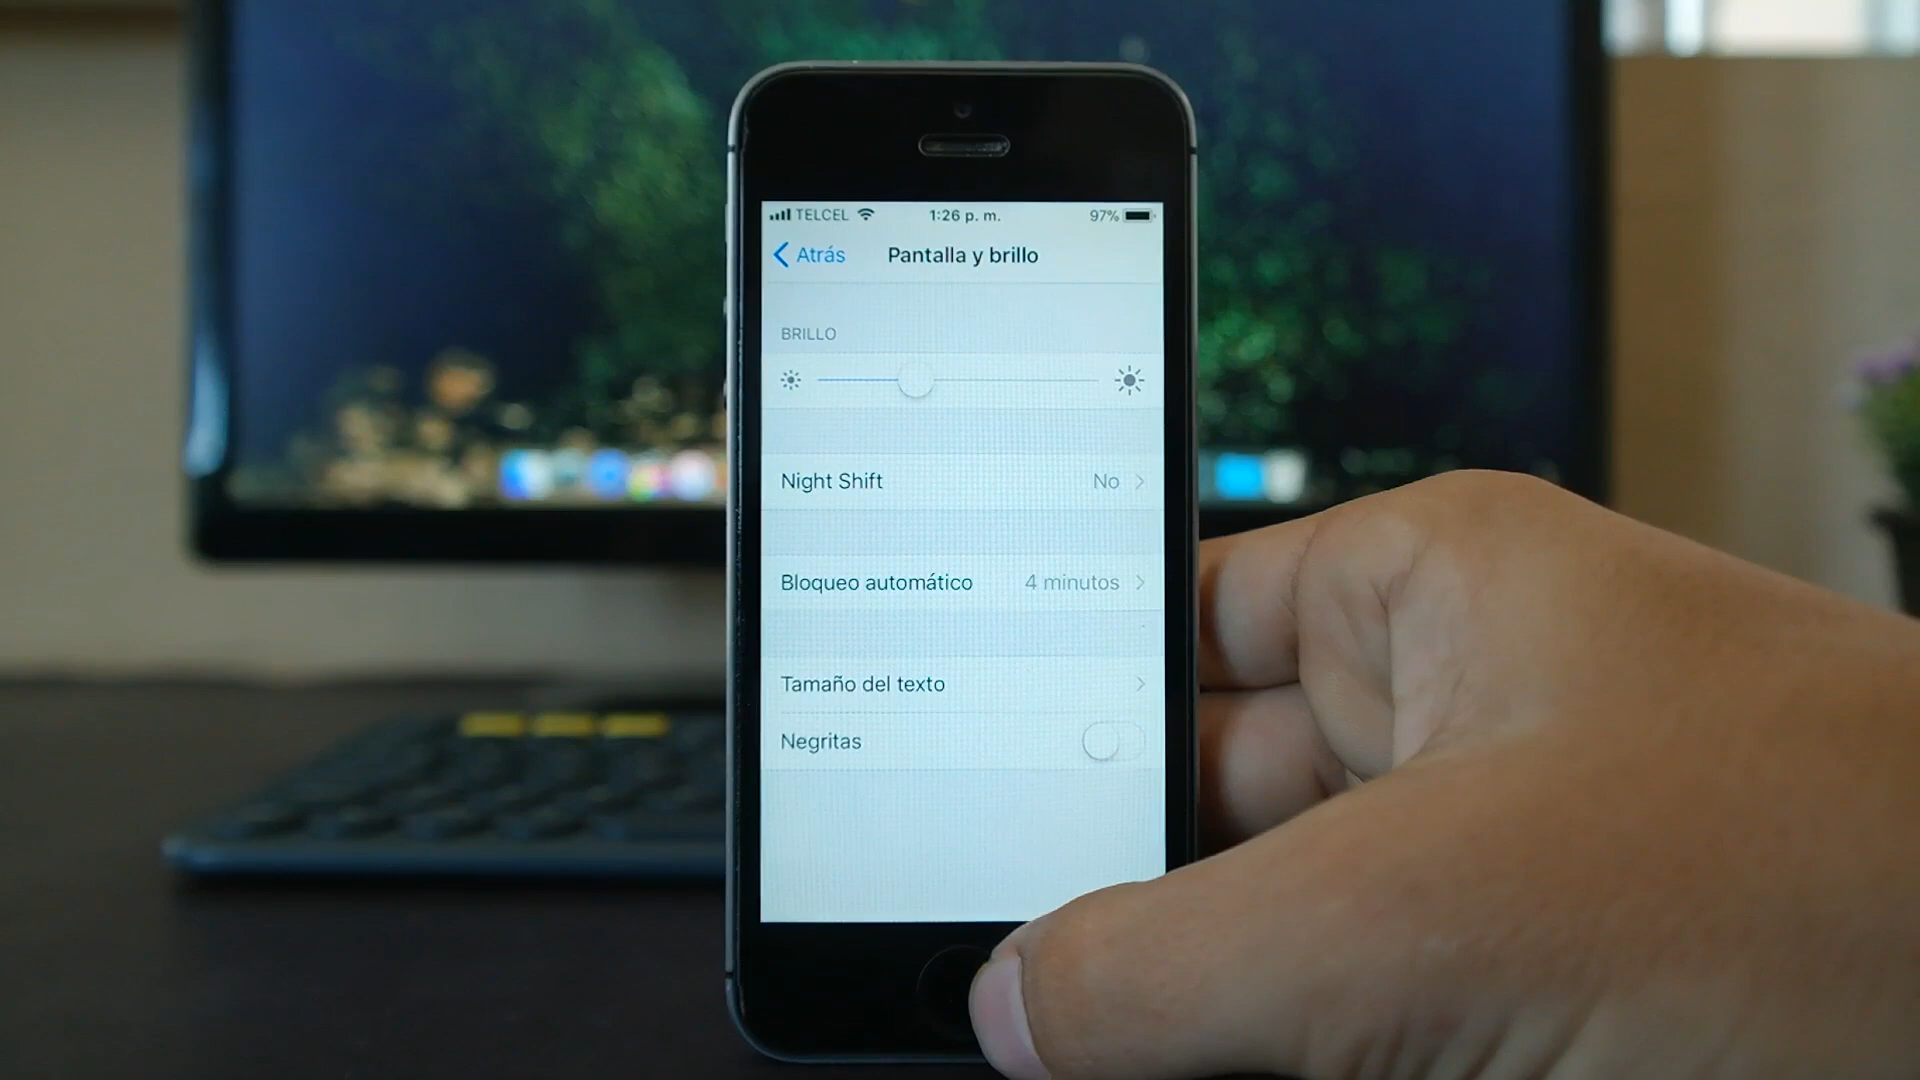 TELCEL 1:26 p. m. 97%
Atrás Pantalla y brillo
BRILLO
Night Shift No
Bloqueo automático 4 minutos
Tamaño del texto
Negritas